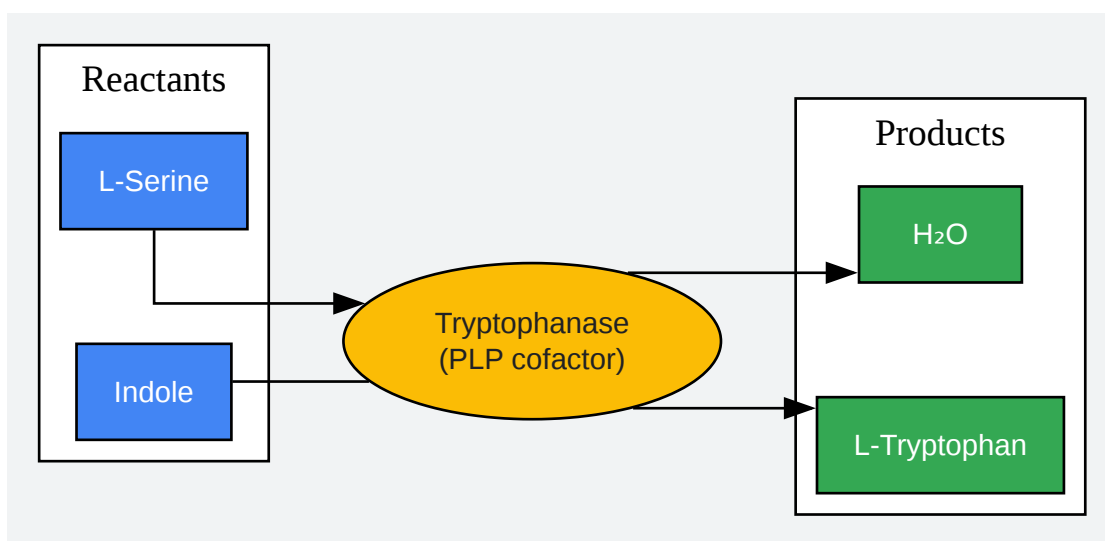 Reactants
L-Serine
Indole
Tryptophanase
(PLP cofactor)
Products
H₂O
L-Tryptophan